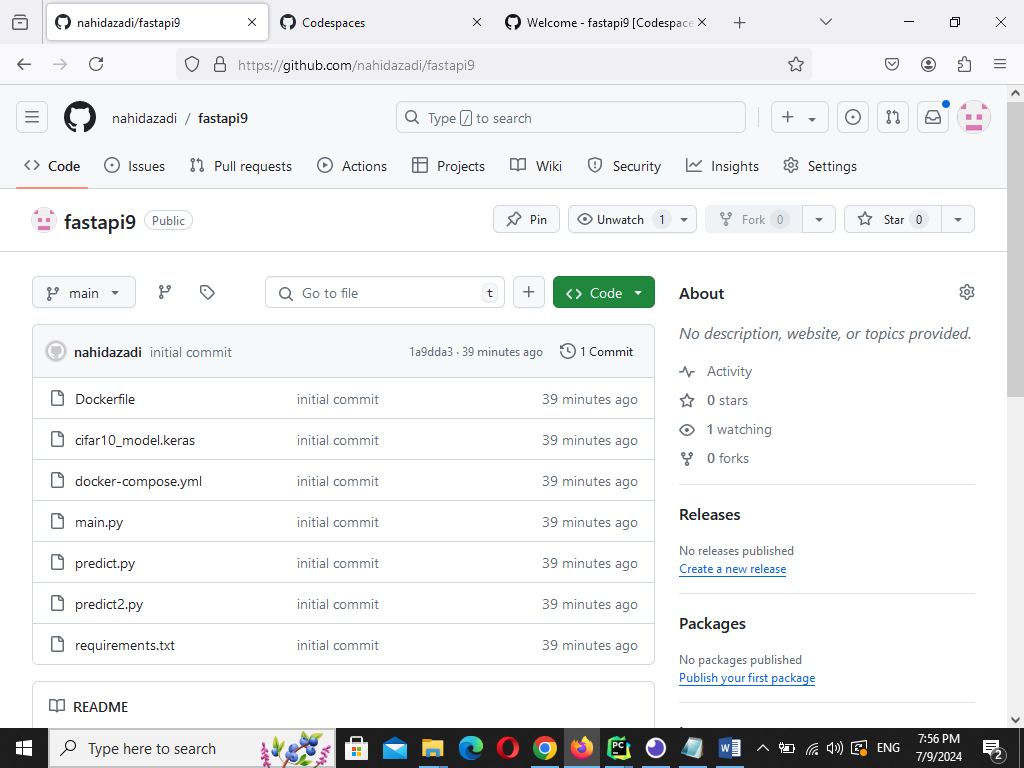 nahidazadi/fastapi9
Codespaces
Welcome - fastapi9 [Codespace
https://github.com/nahidazadi/fastapi9
nahidazadi / fastapi9
Type / to search
Code
Issues
Pull requests
Actions
Projects
Wiki
Security
Insights
Settings
fastapi9 Public
Pin
Unwatch 1
Fork 0
Star 0
main
Go to file t
Code
nahidazadi initial commit 1a9dda3 · 39 minutes ago 1 Commit
Dockerfile initial commit 39 minutes ago
cifar10_model.keras initial commit 39 minutes ago
docker-compose.yml initial commit 39 minutes ago
main.py initial commit 39 minutes ago
predict.py initial commit 39 minutes ago
predict2.py initial commit 39 minutes ago
requirements.txt initial commit 39 minutes ago
README
About
No description, website, or topics provided.
Activity
0 stars
1 watching
0 forks
Releases
No releases published
Create a new release
Packages
No packages published
Publish your first package
Type here to search
PC
W
ENG
7:56 PM
7/9/2024
2